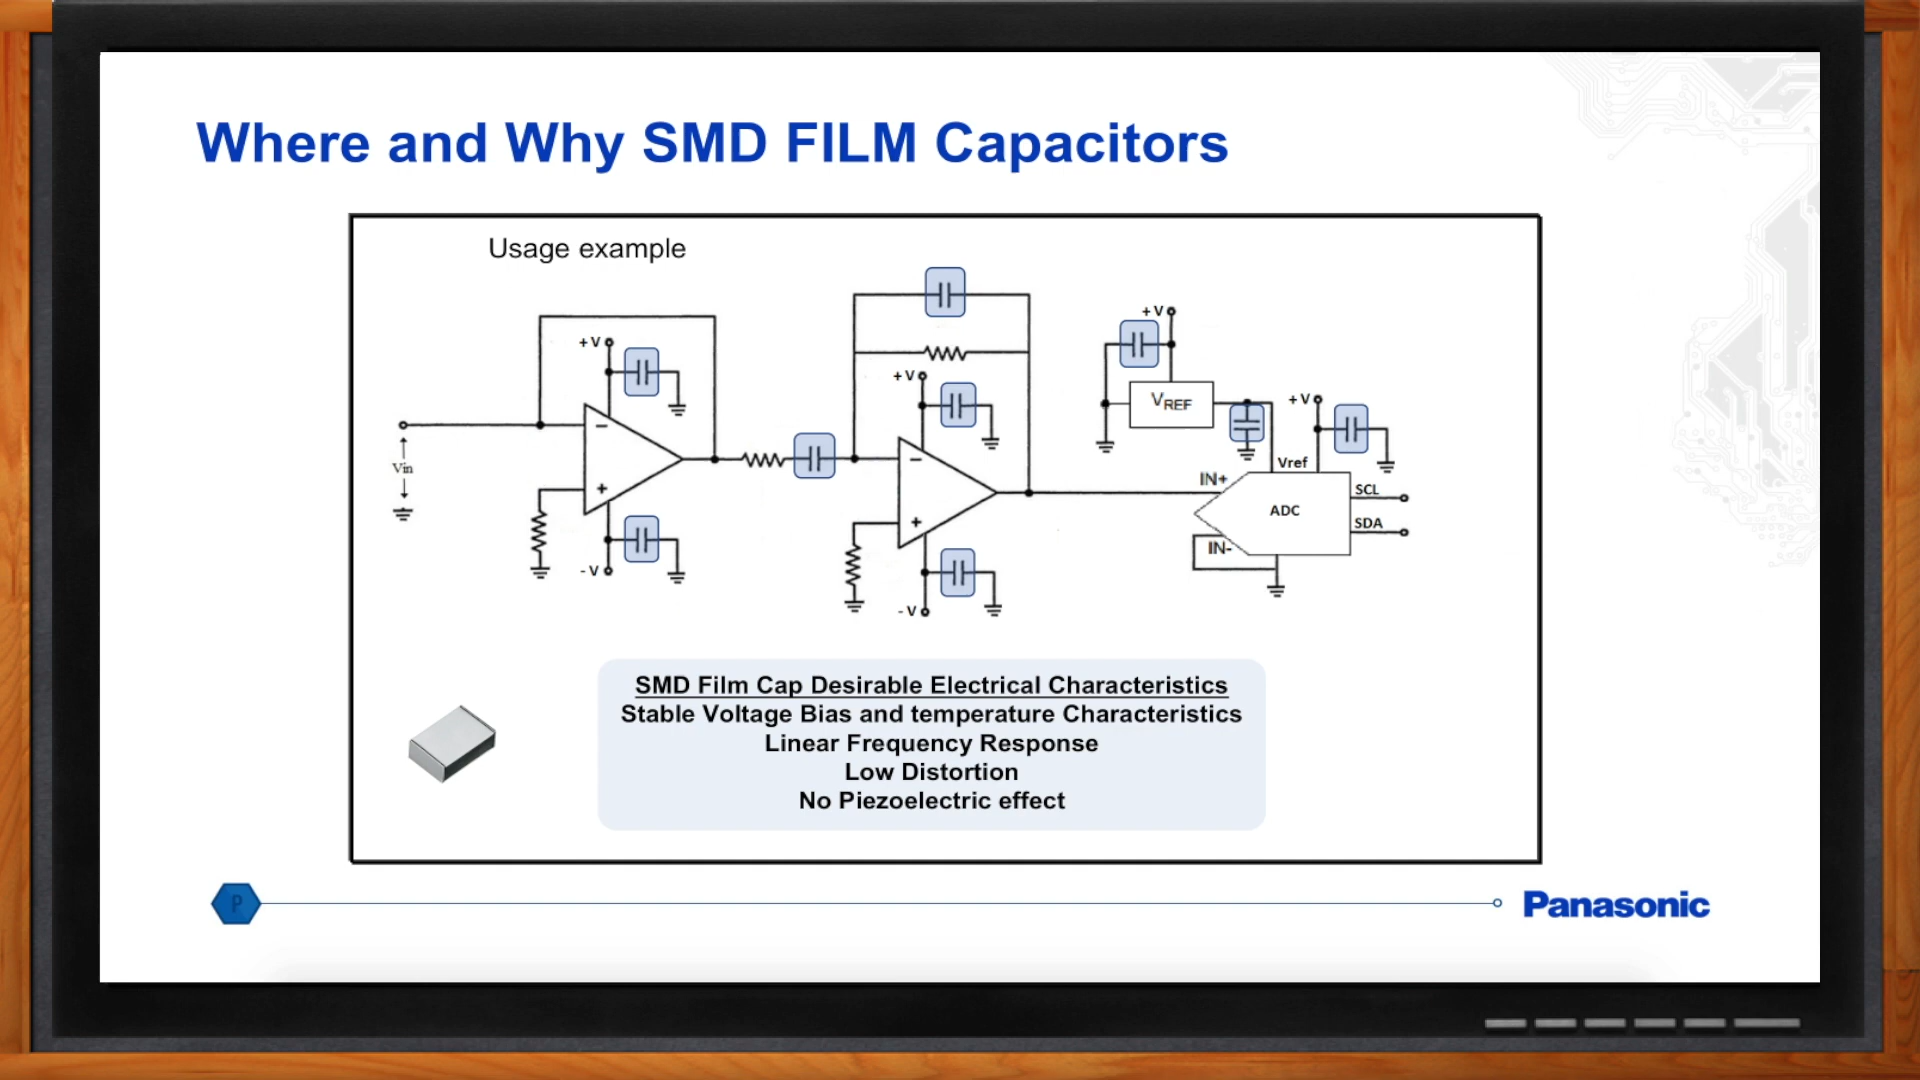 Where and Why SMD FILM Capacitors
Usage example
+V
+V
+V
+V
VREF
Vref
Vin
IN+
IN-
ADC
SCL
SDA
-V
-V
SMD Film Cap Desirable Electrical Characteristics
Stable Voltage Bias and temperature Characteristics
Linear Frequency Response
Low Distortion
No Piezoelectric effect
P
Panasonic